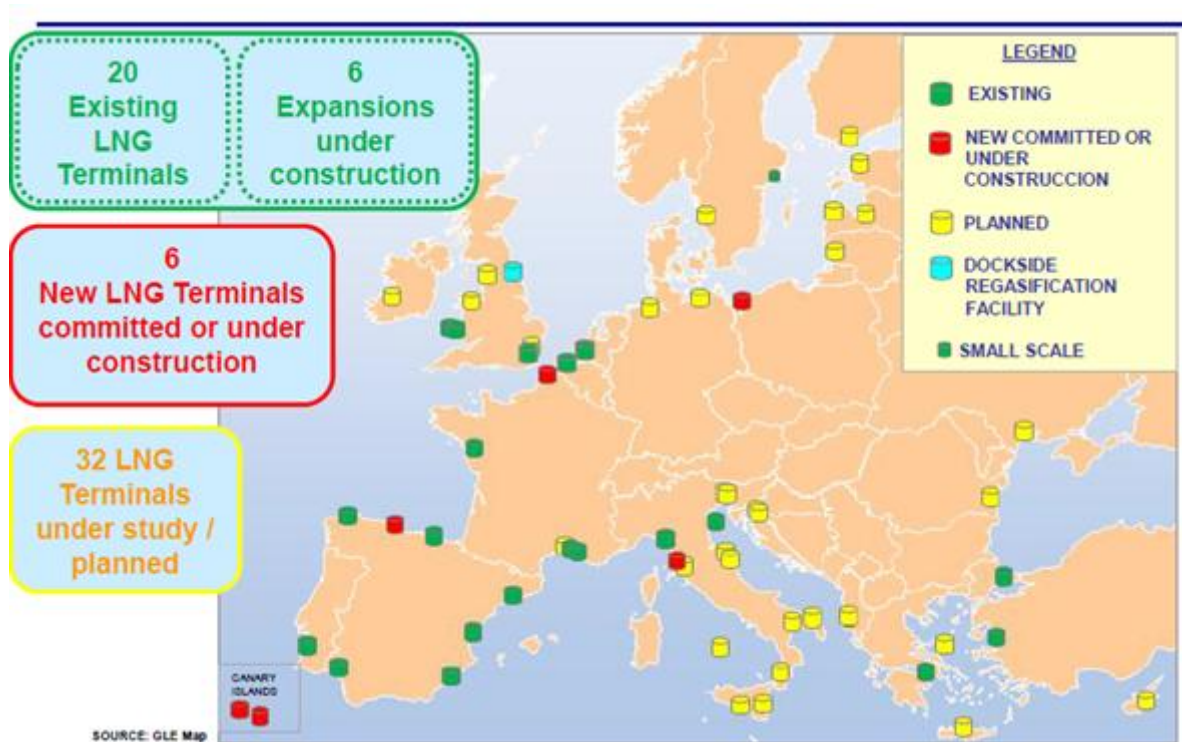 20
Existing
LNG
Terminals
6
Expansions
under
construction
6
New LNG Terminals
committed or under
construction
32 LNG
Terminals
under study /
planned
LEGEND
EXISTING
NEW COMMITTED OR
UNDER
CONSTRUCCION
PLANNED
DOCKSIDE
REGASIFICATION
FACILITY
SMALL SCALE
CANARY
ISLANDS
SOURCE: GLE Map